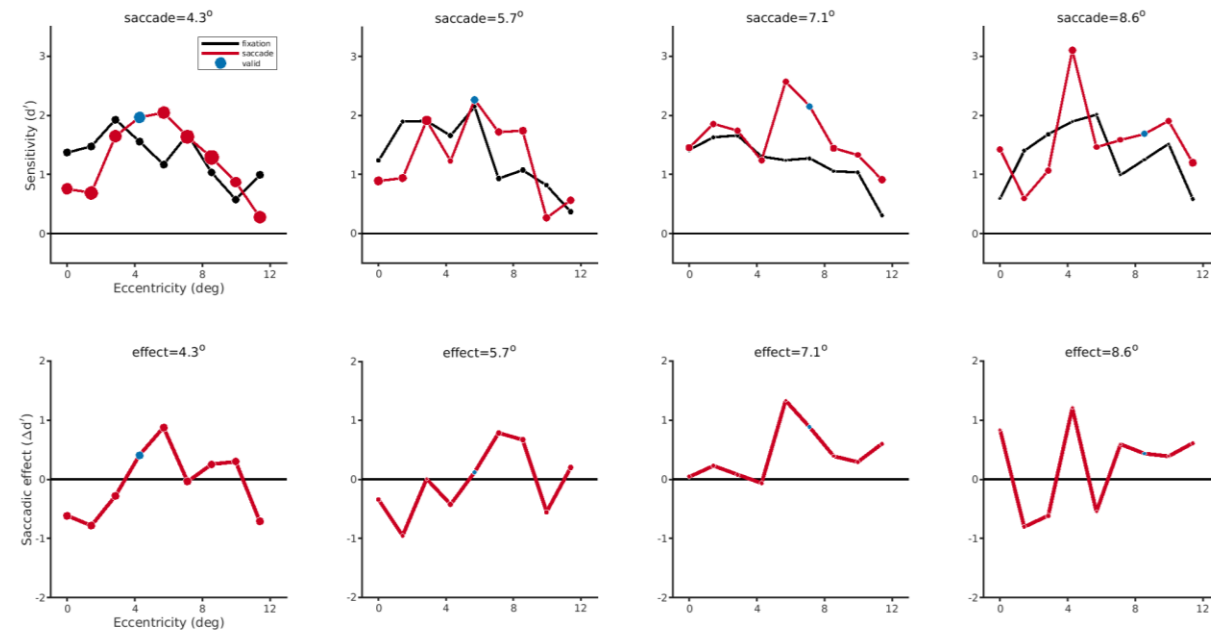 saccade=4.3°
saccade=5.7°
saccade=7.1°
saccade=8.6°
fixation
saccade
valid
Sensitivity (d′)
3
2
1
0
0 4 8 12
Eccentricity (deg)
3
2
1
0
0 4 8 12
3
2
1
0
0 4 8 12
3
2
1
0
0 4 8 12
effect=4.3°
effect=5.7°
effect=7.1°
effect=8.6°
Saccadic effect (Δd′)
2
1
0
-1
-2
0 4 8 12
Eccentricity (deg)
2
1
0
-1
-2
0 4 8 12
2
1
0
-1
-2
0 4 8 12
2
1
0
-1
-2
0 4 8 12